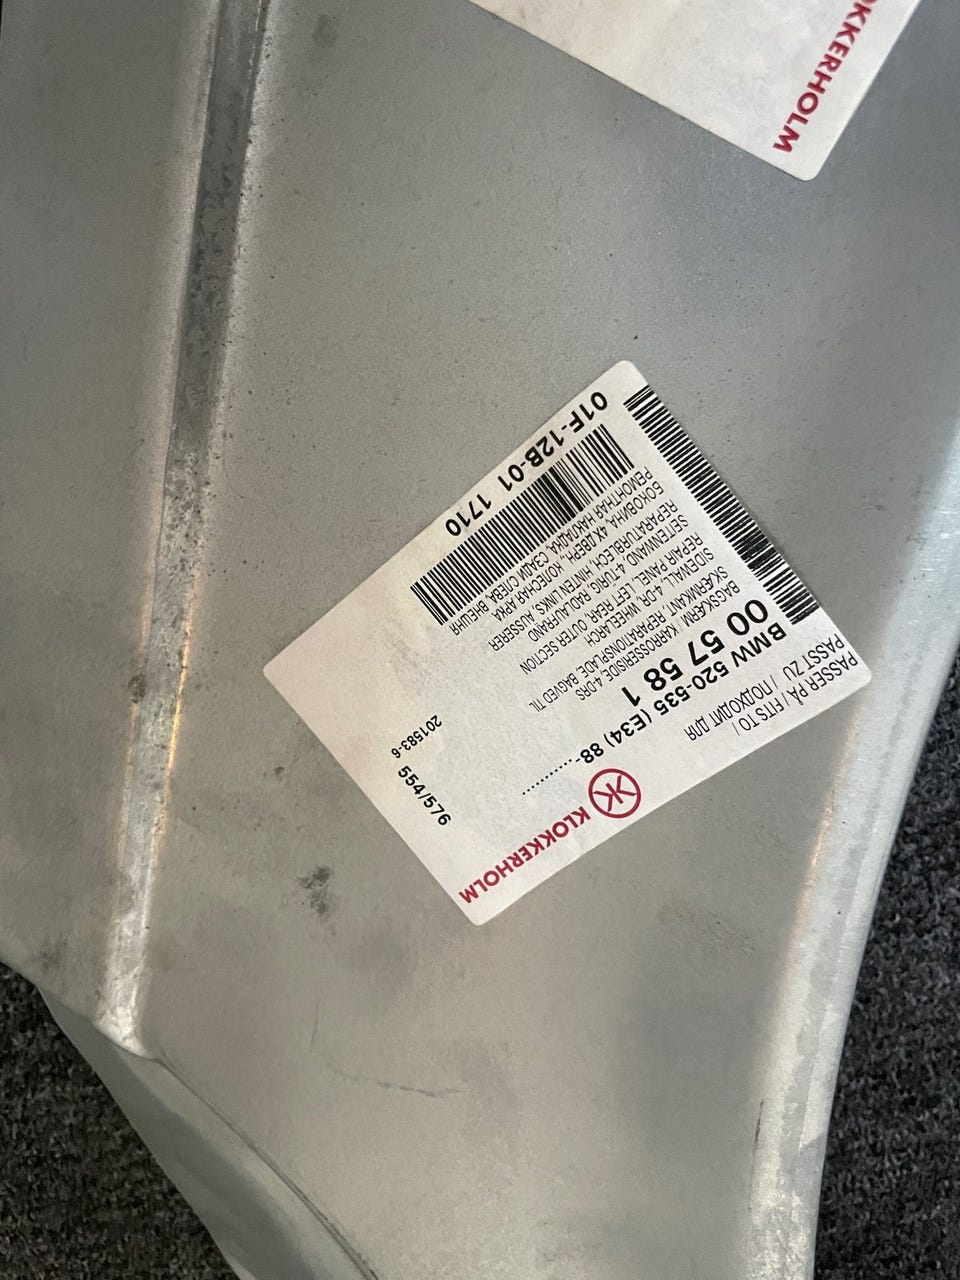 KKERHOLM
KLOKKERHOLM
PASSER PÅ / FITS TO /
PASST ZU / ПОДХОДИТ ДЛЯ
BMW 520-535 (E34) 88-..........
00 57 58 1
BAGSKÆRM / KARROSSERISIDE 4-DRS
SKÆRMKANT, REPARATIONSPLADE, BAGVED TIL
SIDEWALL 4-DR. WHEELARCH
REPAIR PANEL, LEFT REAR, OUTER SECTION
SEITENWAND 4-TÜRIG RADLAUFRAND
REPARATURBLECH, HINTEN LINKS, ÄUSSERER
БОКОВИНА 4Х ДВЕРН. КОЛЕСНАЯ АРКА
РЕМОНТНАЯ НАКЛАДКА, СЗАДИ СЛЕВА, ВНЕШНЯ
01F-12B-01 1710
201583-6
554/576